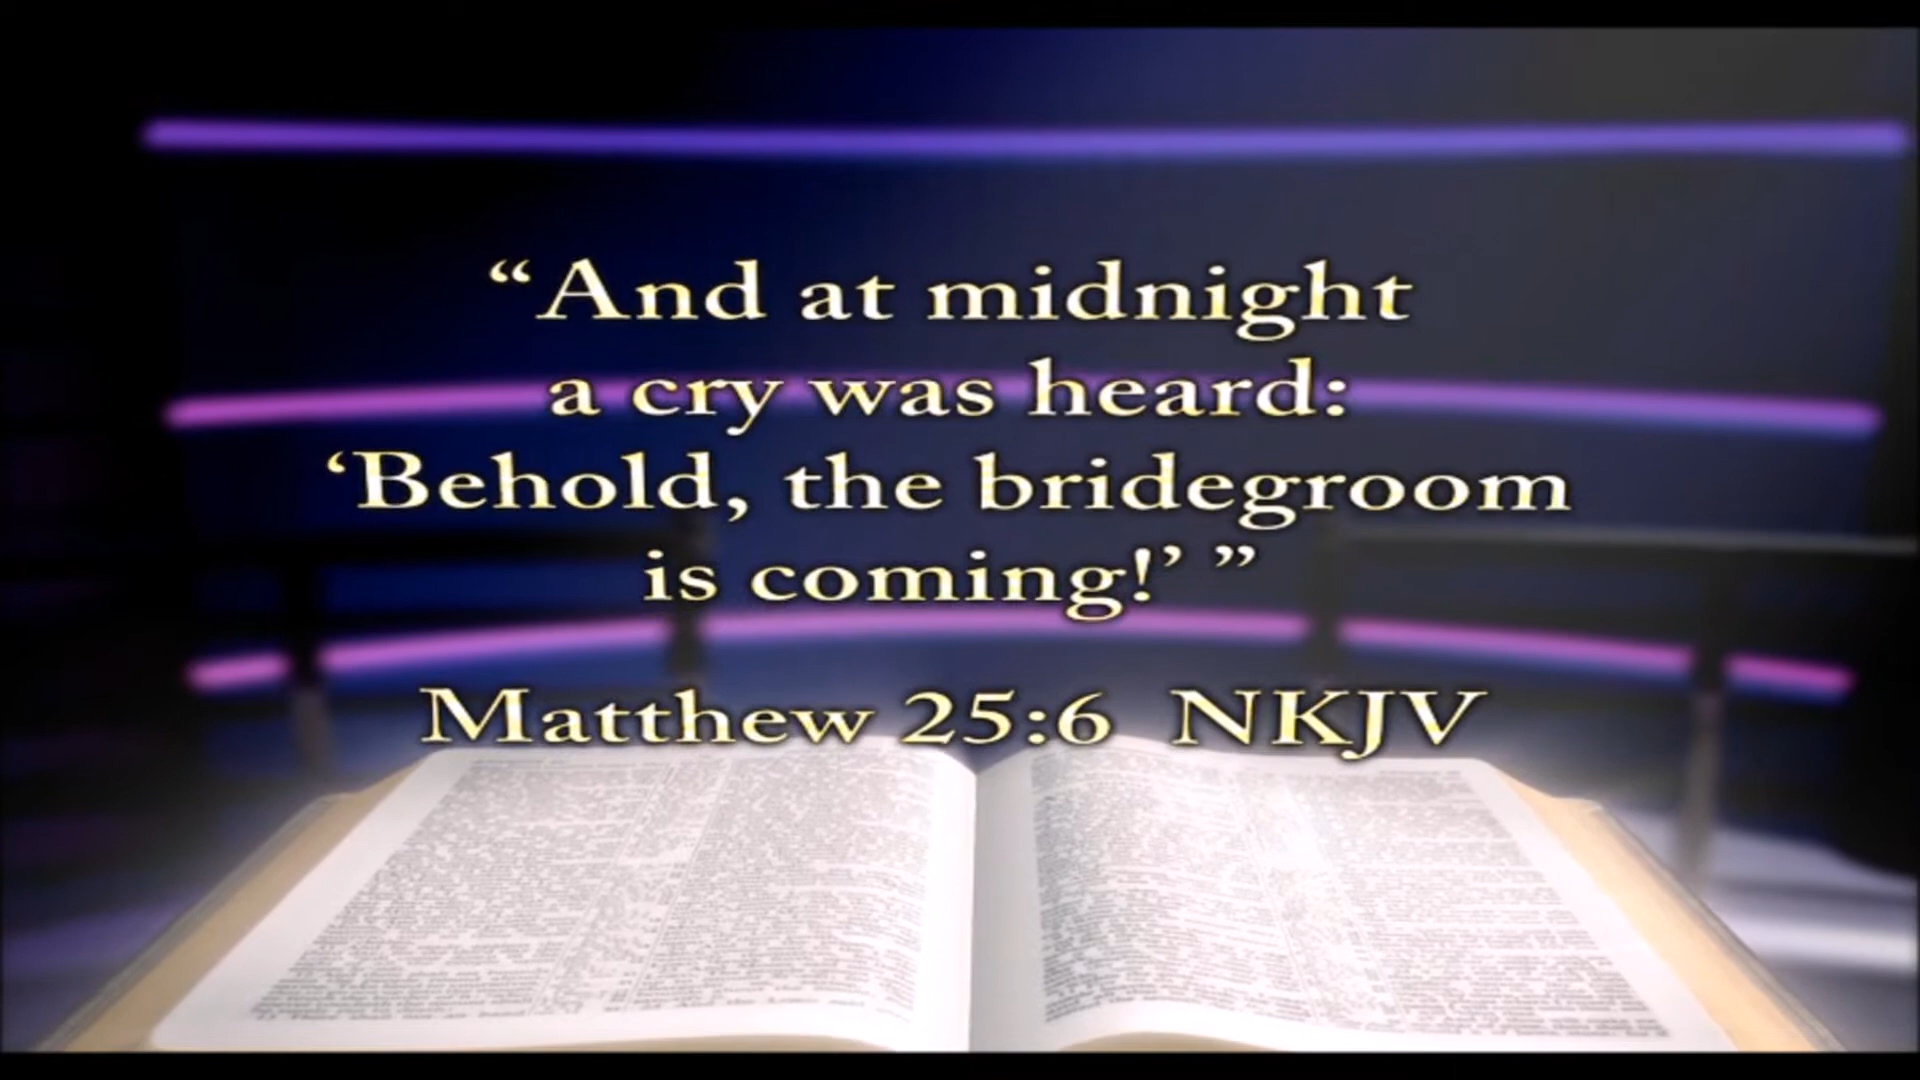 “And at midnight
a cry was heard:
‘Behold, the bridegroom
is coming!’ ”
Matthew 25:6 NKJV